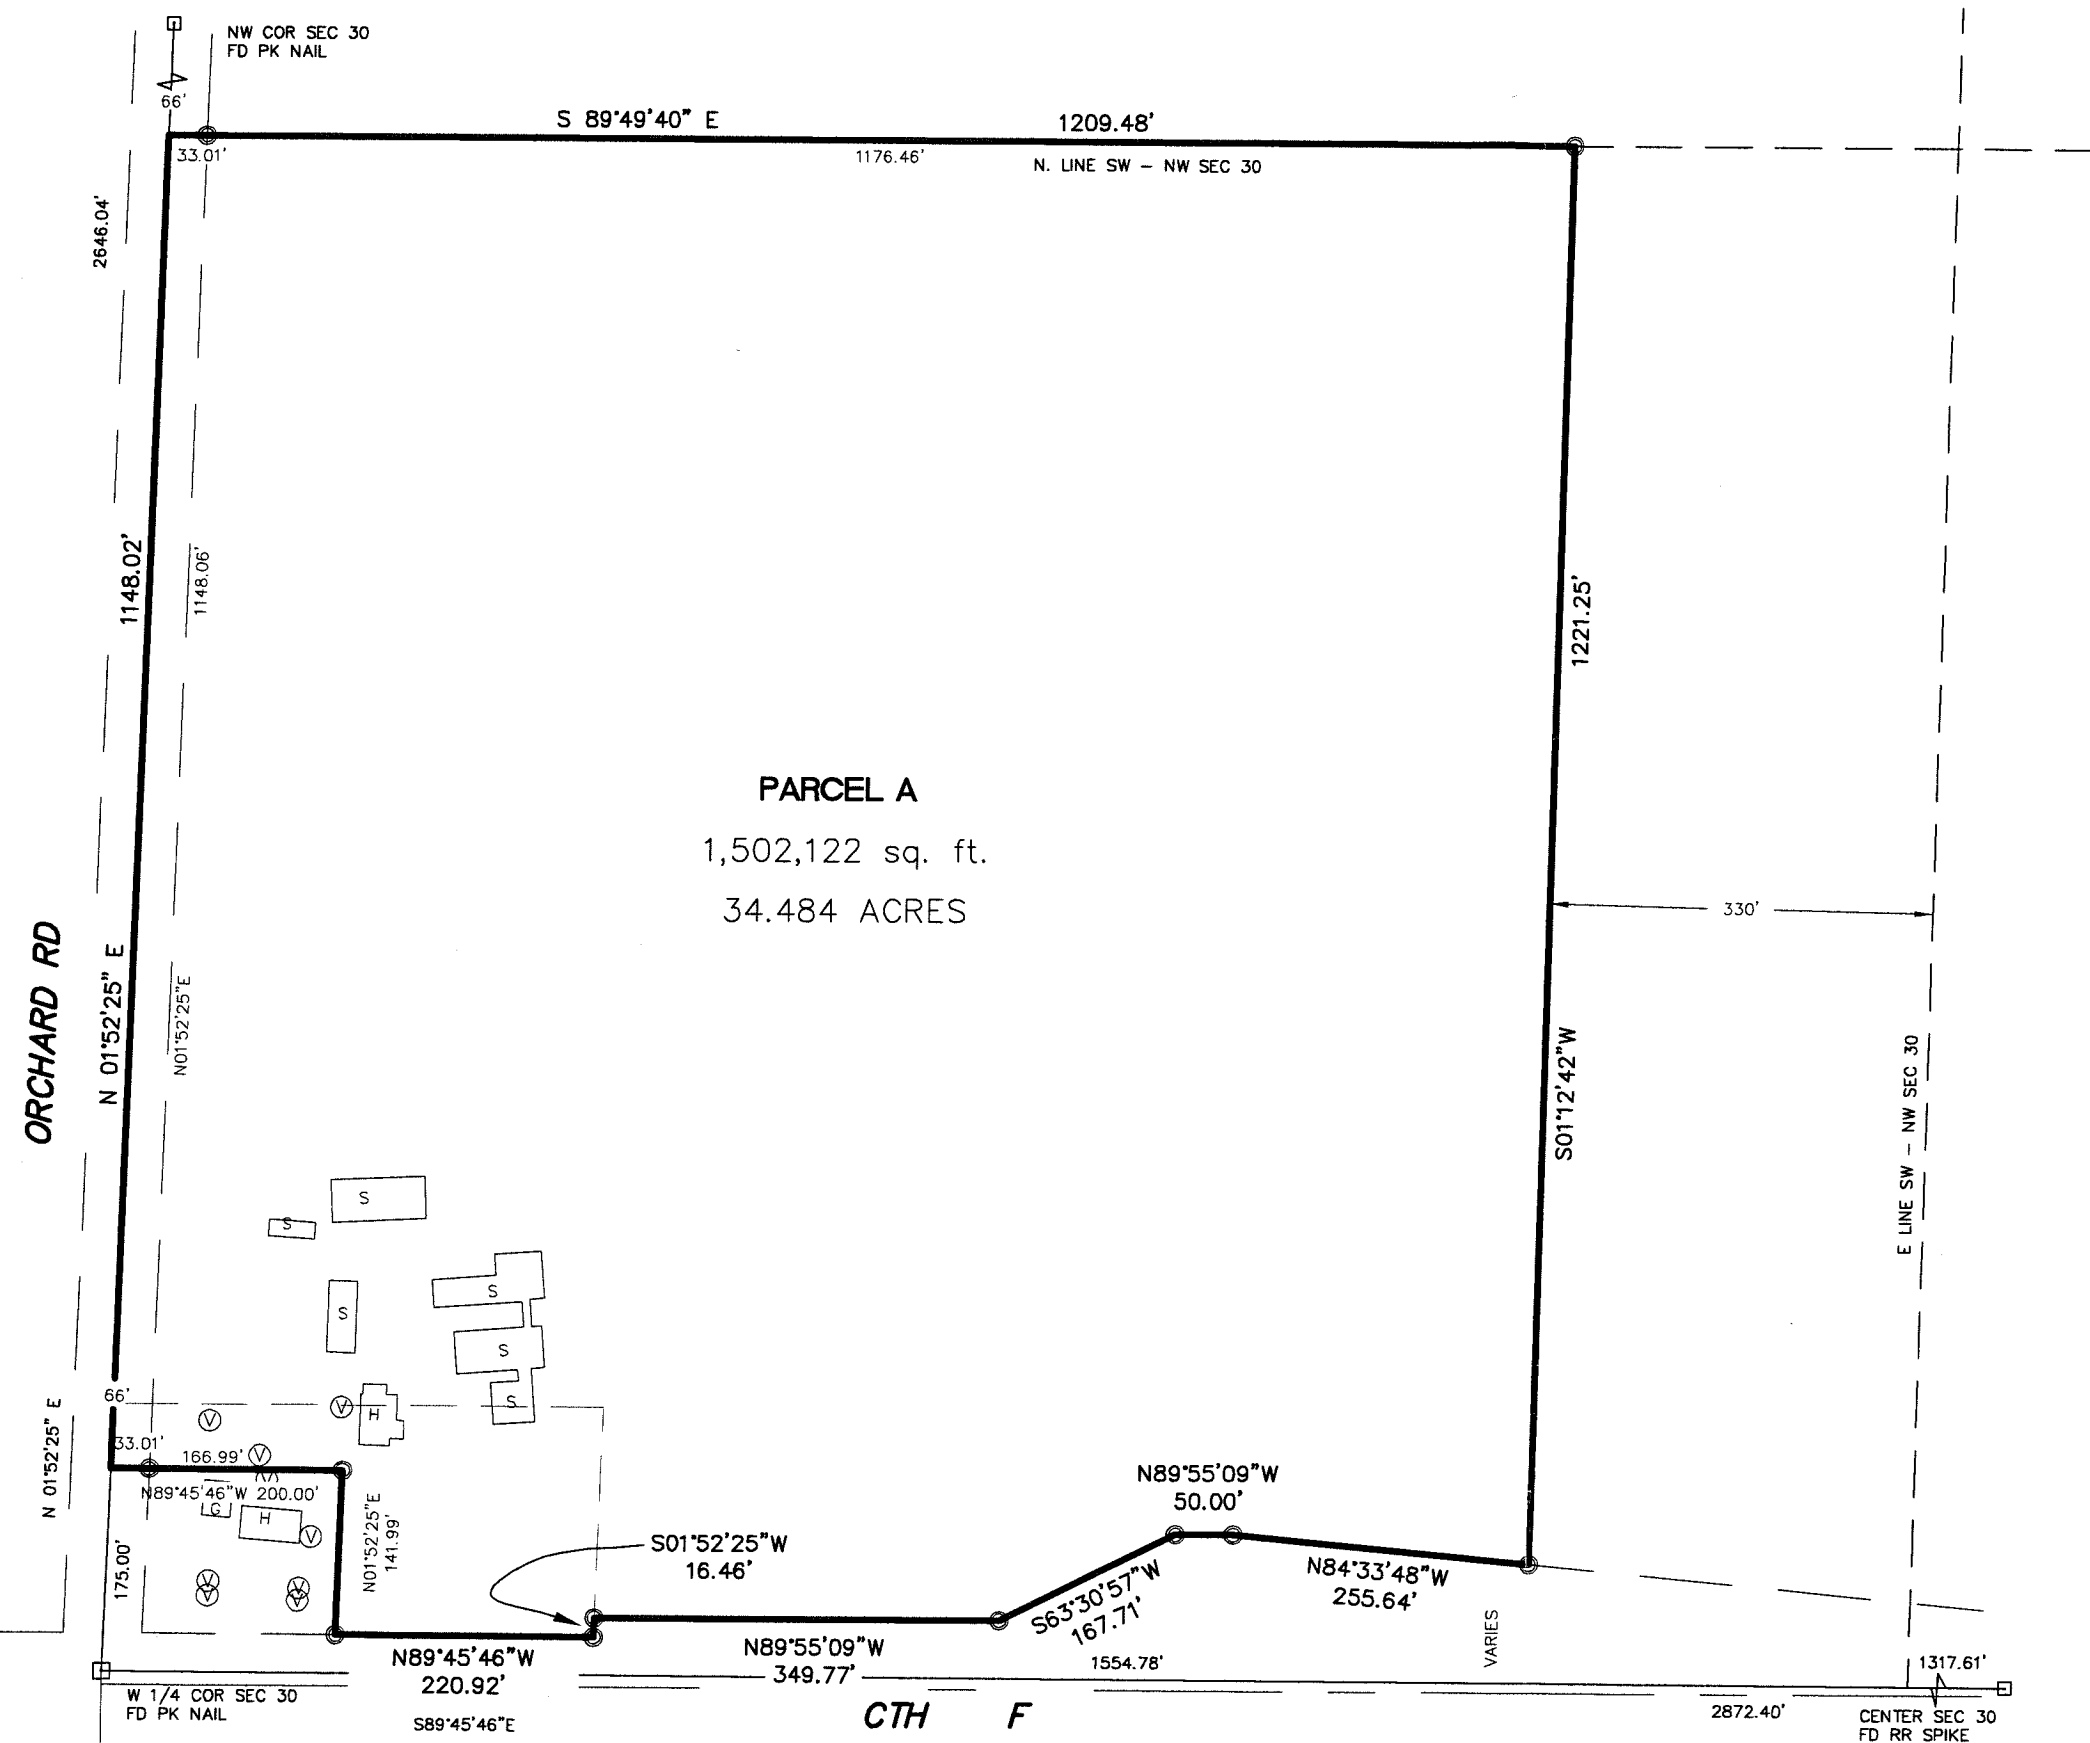 NW COR SEC 30
FD PK NAIL
66'
S 89°49'40" E
1209.48'
33.01'
1176.46'
N. LINE SW – NW SEC 30
2646.04'
1148.02'
1148.06'
1221.25'
PARCEL A
1,502,122 sq. ft.
34.484 ACRES
330'
ORCHARD RD
N 01°52'25" E
N01°52'25"E
S01°12'42"W
E LINE SW – NW SEC 30
S
S
S
S
S
S
66'
V
V
H
N 01°52'25" E
33.01'
166.99'
V
N89°45'46"W 200.00'
G
H
V
N01°52'25"E
141.99'
175.00'
V
V
V
V
S01°52'25"W
16.46'
N89°55'09"W
50.00'
S63°30'57"W
167.71'
N84°33'48"W
255.64'
VARIES
N89°45'46"W
220.92'
N89°55'09"W
349.77'
1554.78'
1317.61'
W 1/4 COR SEC 30
FD PK NAIL
S89°45'46"E
CTH F
2872.40'
CENTER SEC 30
FD RR SPIKE